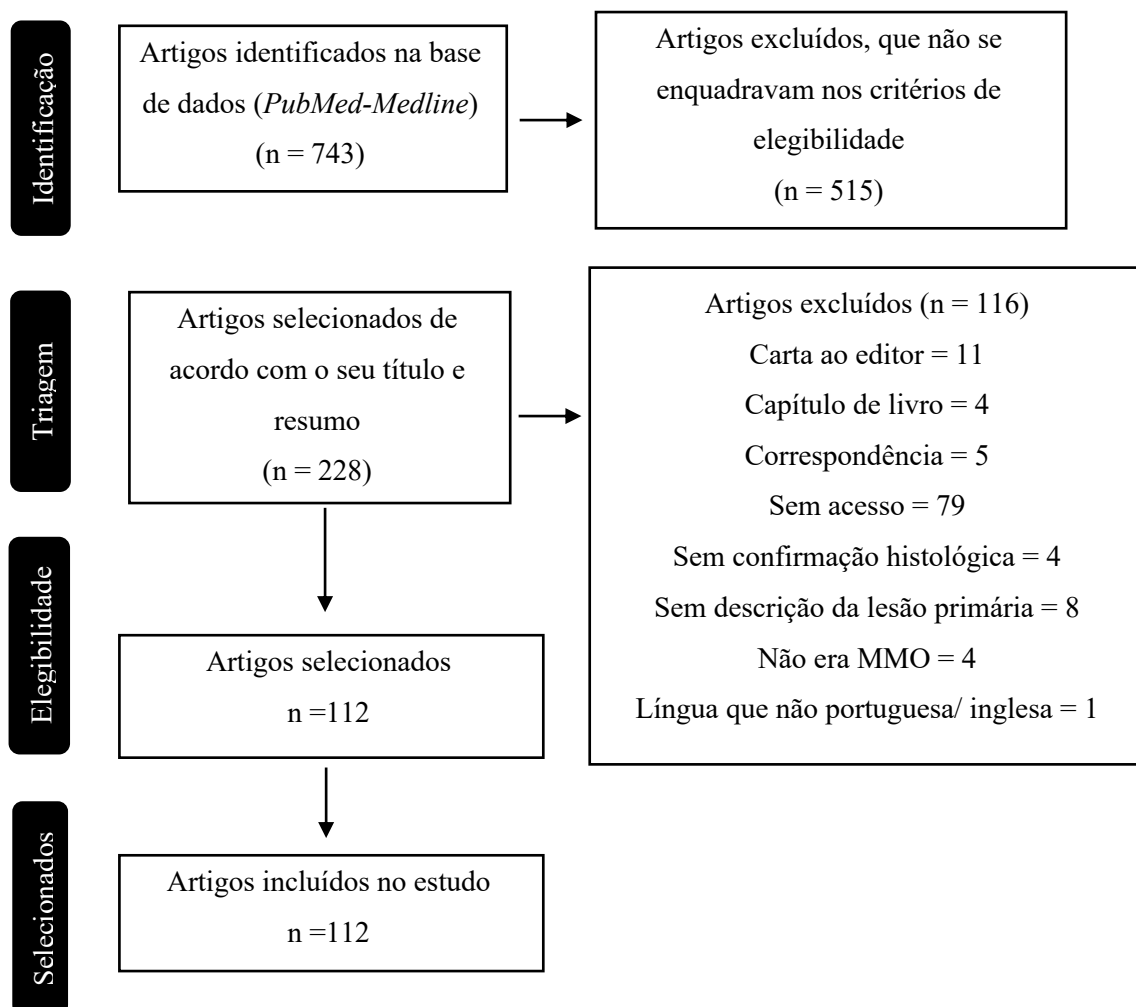 Identificação
Artigos identificados na base
de dados (PubMed-Medline)
(n = 743)
Artigos excluídos, que não se
enquadravam nos critérios de
elegibilidade
(n = 515)
Triagem
Artigos selecionados de
acordo com o seu título e
resumo
(n = 228)
Artigos excluídos (n = 116)
Carta ao editor = 11
Capítulo de livro = 4
Correspondência = 5
Sem acesso = 79
Sem confirmação histológica = 4
Sem descrição da lesão primária = 8
Não era MMO = 4
Língua que não portuguesa/ inglesa = 1
Elegibilidade
Artigos selecionados
n =112
Selecionados
Artigos incluídos no estudo
n =112